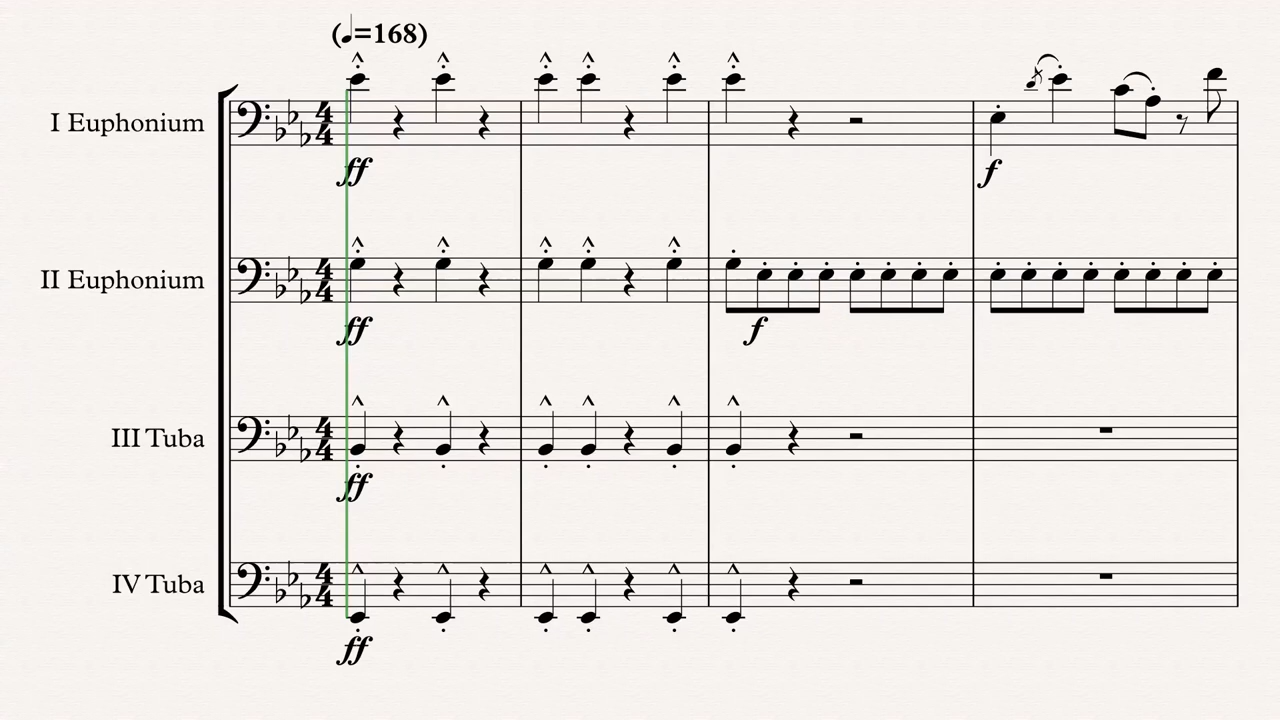 (♩=168)
I Euphonium
ff
f
II Euphonium
ff
f
III Tuba
ff
IV Tuba
ff